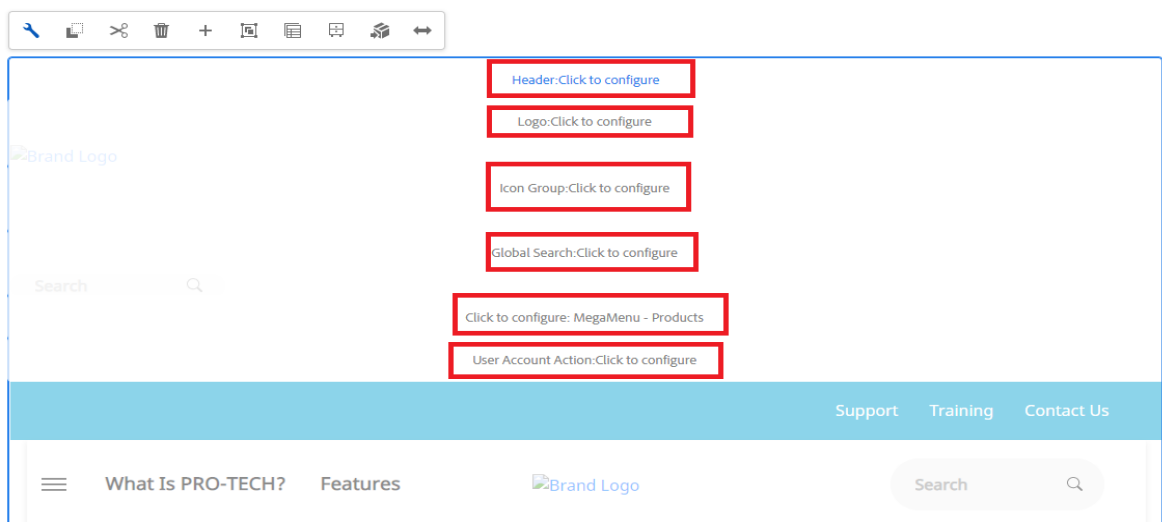 Header:Click to configure
Logo:Click to configure
Brand Logo
Icon Group:Click to configure
Global Search:Click to configure
Search
Click to configure: MegaMenu - Products
User Account Action:Click to configure
Support Training Contact Us
What Is PRO-TECH? Features Brand Logo Search